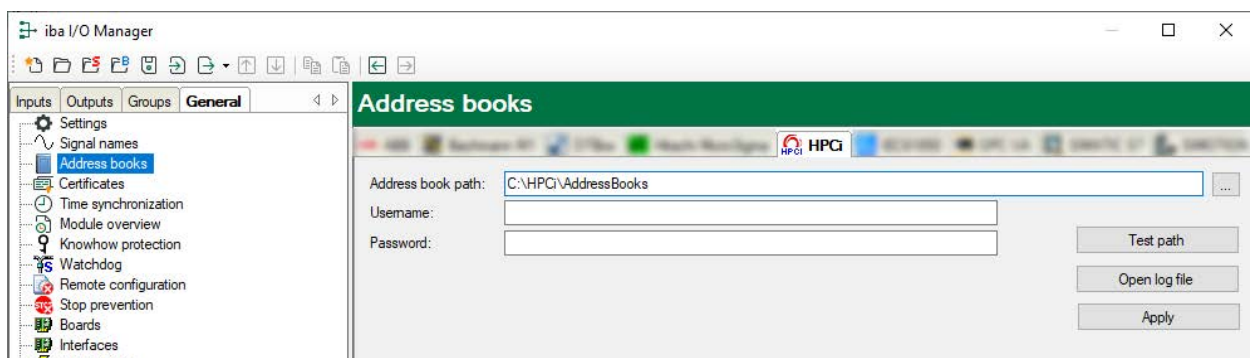 iba I/O Manager
Inputs Outputs Groups General
Address books
Settings
Signal names
Address books
Certificates
Time synchronization
Module overview
Knowhow protection
Watchdog
Remote configuration
Stop prevention
Boards
Interfaces
HPCi HPCi
Address book path: C:\HPCi\AddressBooks ...
Username:
Password:
Test path
Open log file
Apply